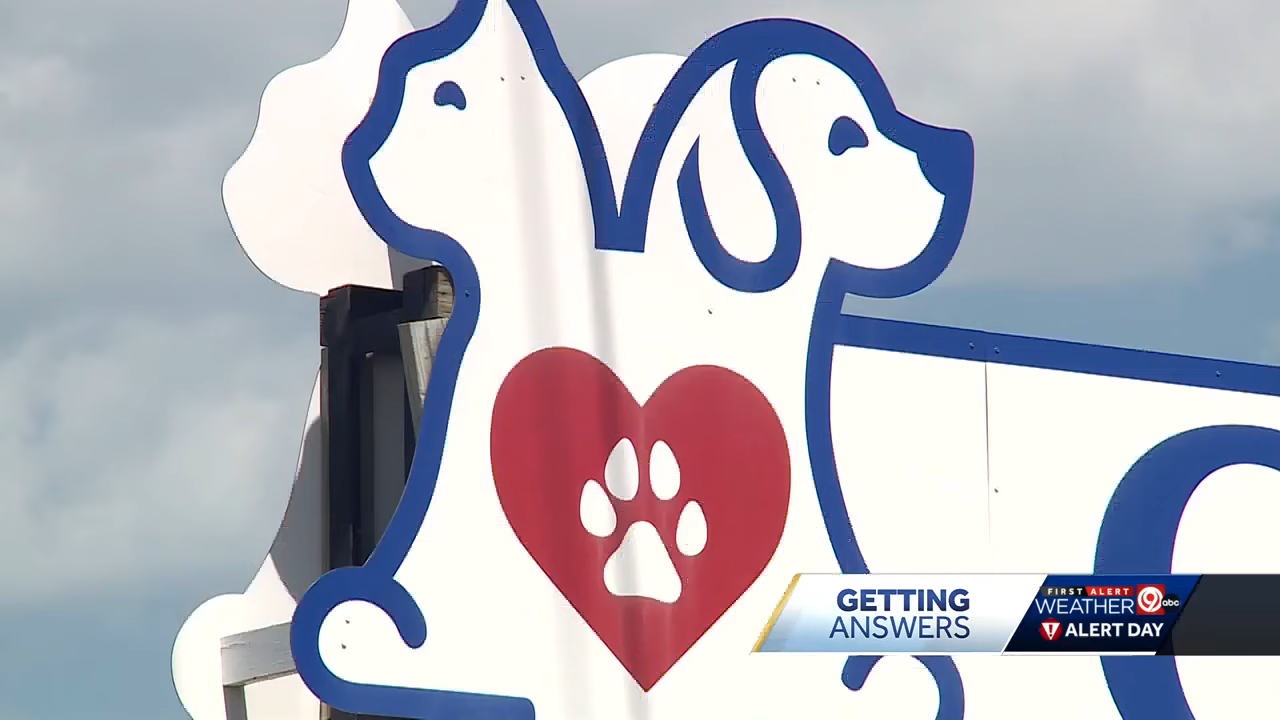 GETTING
ANSWERS
FIRST ALERT
WEATHER 9 abc
ALERT DAY